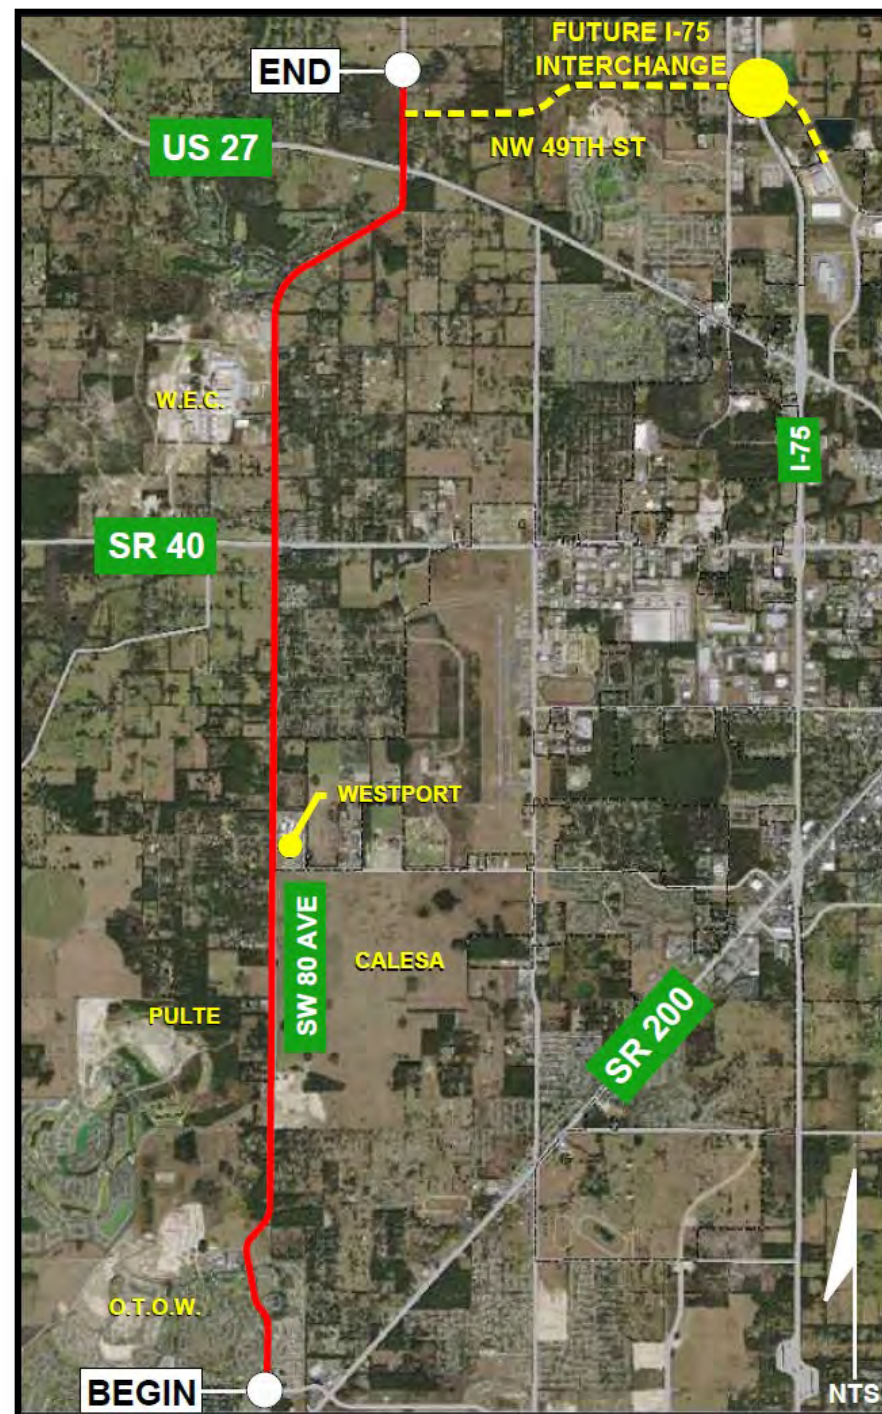 FUTURE I-75
INTERCHANGE
END
US 27
NW 49TH ST
W.E.C.
I-75
SR 40
WESTPORT
SW 80 AVE
CALESA
PULTE
SR 200
O.T.O.W.
BEGIN
NTS